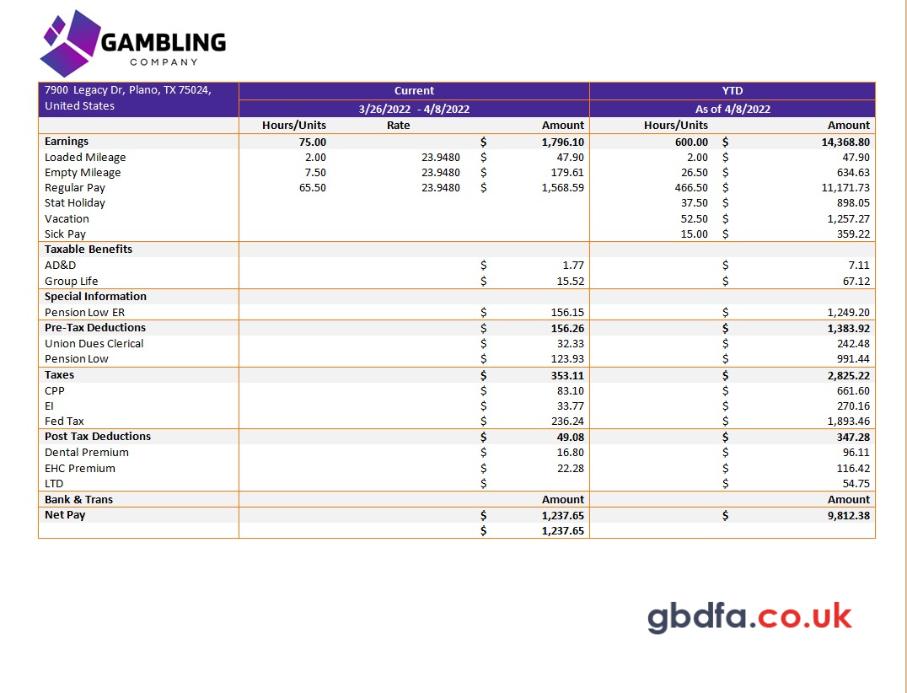 GAMBLING
COMPANY
7900 Legacy Dr, Plano, TX 75024,
United States
Current YTD
3/26/2022 - 4/8/2022 As of 4/8/2022
Hours/Units Rate Amount Hours/Units Amount
Earnings 75.00 $ 1,796.10 600.00 $ 14,368.80
Loaded Mileage 2.00 23.9480 $ 47.90 2.00 $ 47.90
Empty Mileage 7.50 23.9480 $ 179.61 26.50 $ 634.63
Regular Pay 65.50 23.9480 $ 1,568.59 466.50 $ 11,171.73
Stat Holiday 37.50 $ 898.05
Vacation 52.50 $ 1,257.27
Sick Pay 15.00 $ 359.22
Taxable Benefits
AD&D $ 1.77 $ 7.11
Group Life $ 15.52 $ 67.12
Special Information
Pension Low ER $ 156.15 $ 1,249.20
Pre-Tax Deductions $ 156.26 $ 1,383.92
Union Dues Clerical $ 32.33 $ 242.48
Pension Low $ 123.93 $ 991.44
Taxes $ 353.11 $ 2,825.22
CPP $ 83.10 $ 661.60
EI $ 33.77 $ 270.16
Fed Tax $ 236.24 $ 1,893.46
Post Tax Deductions $ 49.08 $ 347.28
Dental Premium $ 16.80 $ 96.11
EHC Premium $ 22.28 $ 116.42
LTD $ $ 54.75
Bank & Trans Amount Amount
Net Pay $ 1,237.65 $ 9,812.38
$ 1,237.65
gbdfa.co.uk